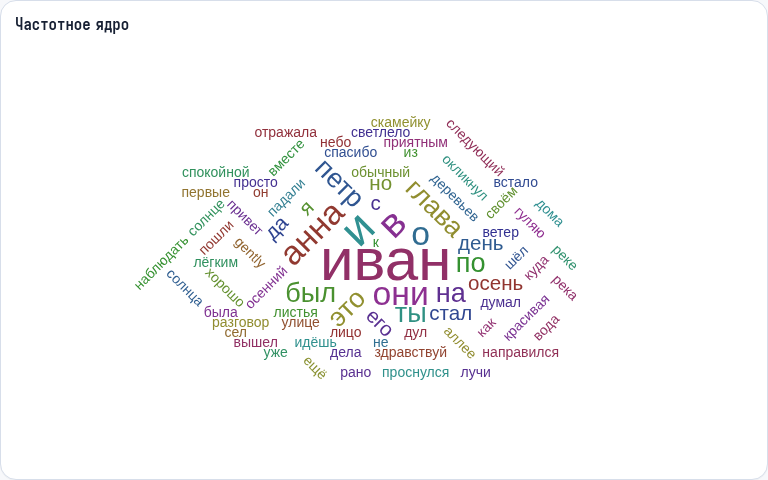 Частотное ядро
скамейку
отражала
светлело
следующий
небо
приятным
вместе
спасибо
из
окликнул
спокойной
обычный
просто
петр
но
деревьев
встало
первые
он
падали
глава
своём
солнце
привет
я
с
гуляю
дома
да
анна
и
в
о
ветер
пошли
gently
к
день
шёл
реке
наблюдать
лёгким
иван
по
куда
солнца
хорошо
осенний
осень
река
был
они
на
думал
была
листья
это
его
ты
стал
красивая
разговор
улице
как
вода
сел
лицо
дул
аллее
вышел
идёшь
не
уже
дела
здравствуй
направился
ещё
рано
проснулся
лучи